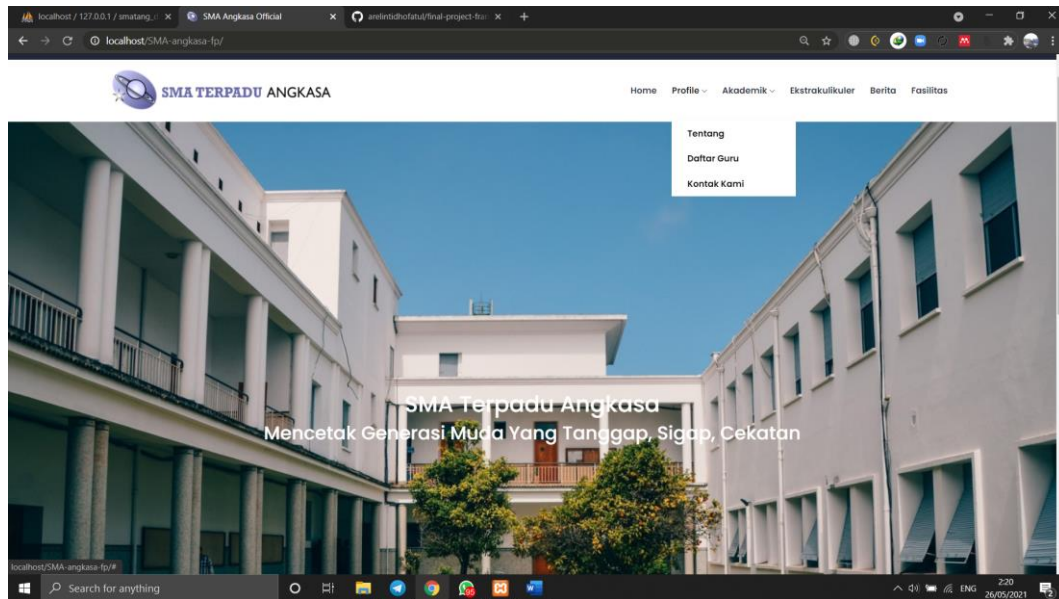 localhost / 127.0.0.1 / smatang_d
SMA Angkasa Official
arelintidhofatul/final-project-fra
localhost/SMA-angkasa-fp/
SMA TERPADU ANGKASA
Home Profile Akademik Ekstrakulikuler Berita Fasilitas
Tentang
Daftar Guru
Kontak Kami
SMA Terpadu Angkasa
Mencetak Generasi Muda Yang Tanggap, Sigap, Cekatan
localhost/SMA-angkasa-fp/#
Search for anything
ENG
2:20
26/05/2021